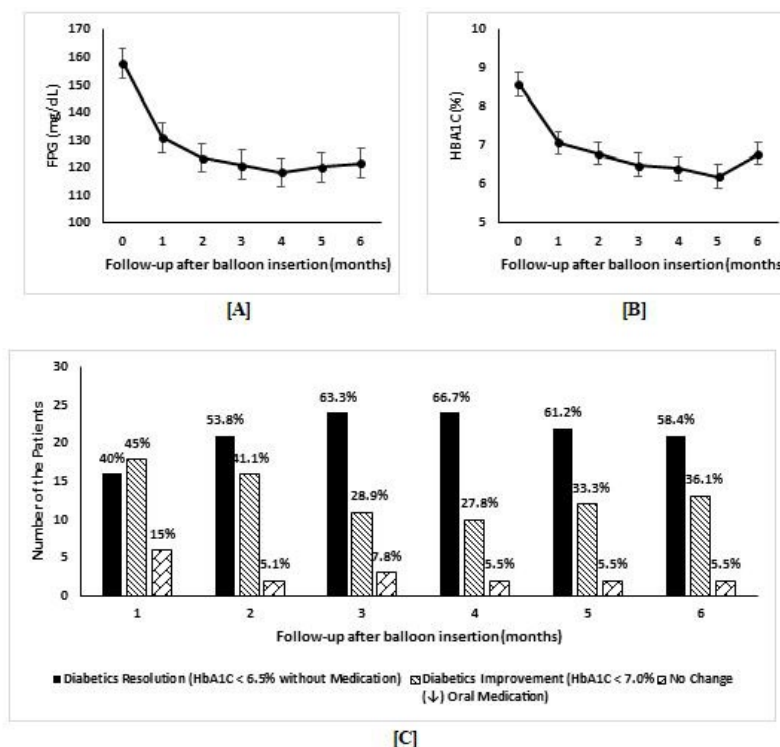 170
160
150
140
130
120
110
100
FPG (mg/dL)
0 1 2 3 4 5 6
Follow-up after balloon insertion (months)
[A]
10
9
8
7
6
5
HBA1C (%)
0 1 2 3 4 5 6
Follow-up after balloon insertion (months)
[B]
30
25
20
15
10
5
0
Number of the Patients
40% 45% 15%
53.8% 41.1% 5.1%
63.3% 28.9% 7.8%
66.7% 27.8% 5.5%
61.2% 33.3% 5.5%
58.4% 36.1% 5.5%
1 2 3 4 5 6
Follow-up after balloon insertion (months)
Diabetics Resolution (HbA1C < 6.5% without Medication)
Diabetics Improvement (HbA1C < 7.0%
(↓) Oral Medication)
No Change
[C]